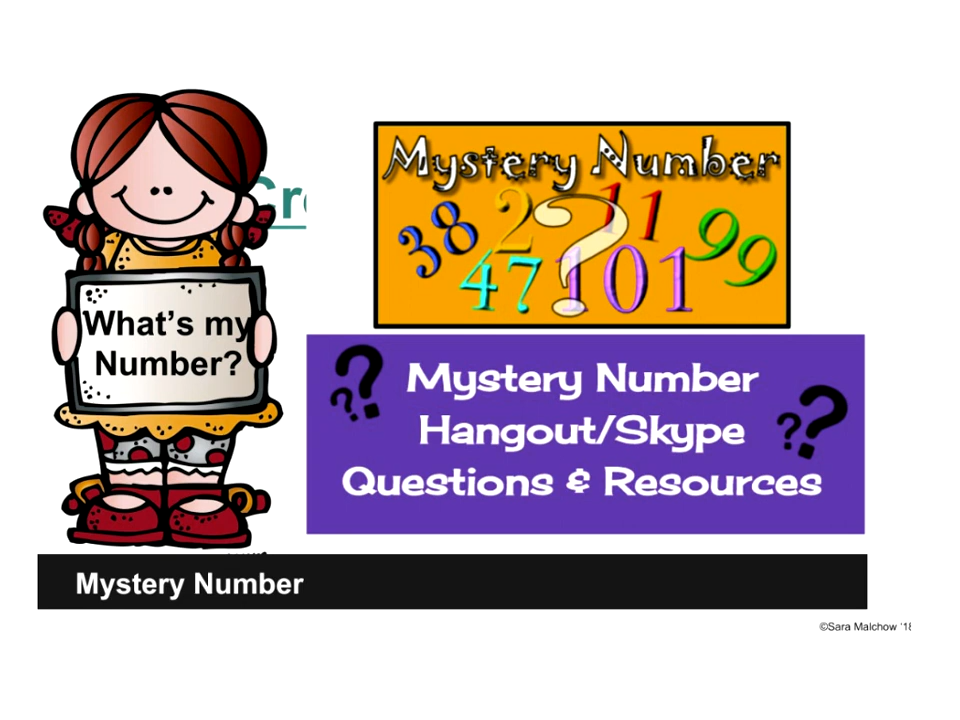 What's my
Number?
Mystery Number
38 2 11 99
47 101
Mystery Number
Hangout/Skype
Questions & Resources
Mystery Number
©Sara Malchow '18